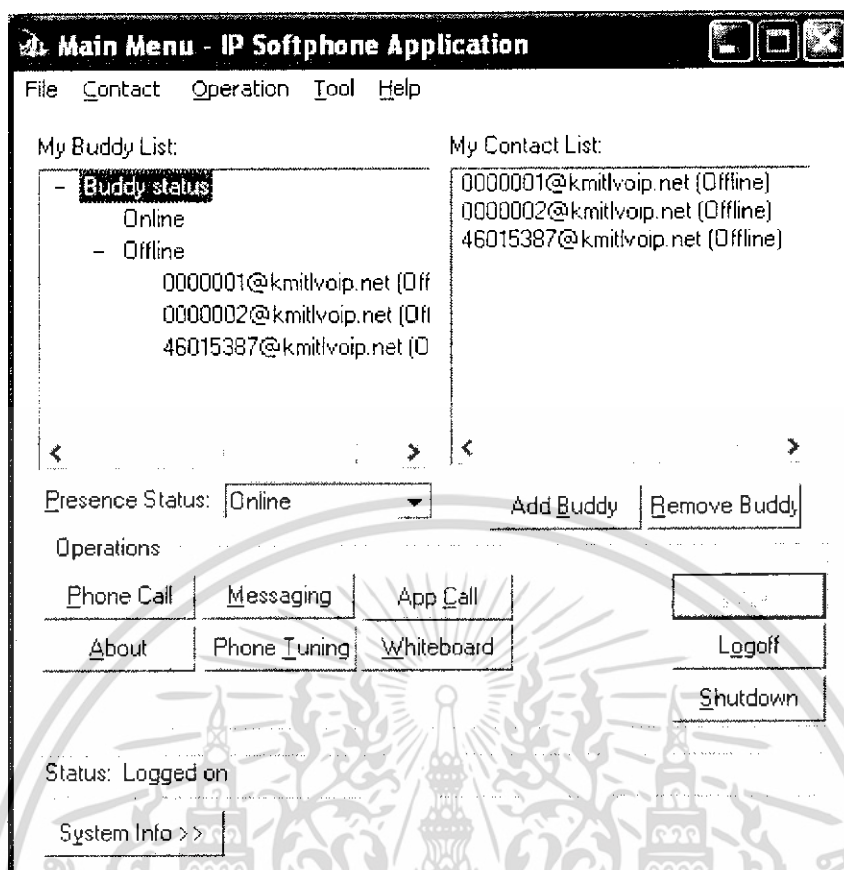 Main Menu - IP Softphone Application
File Contact Operation Tool Help
My Buddy List:
My Contact List:
- Buddy status
Online
- Offline
0000001@kmitlvoip.net (Off
0000002@kmitlvoip.net (Off
46015387@kmitlvoip.net (O
0000001@kmitlvoip.net (Offline)
0000002@kmitlvoip.net (Offline)
46015387@kmitlvoip.net (Offline)
Presence Status: Online
Add Buddy Remove Buddy
Operations
Phone Call Messaging App Call
About Phone Tuning Whiteboard Logoff
Shutdown
Status: Logged on
System Info >>